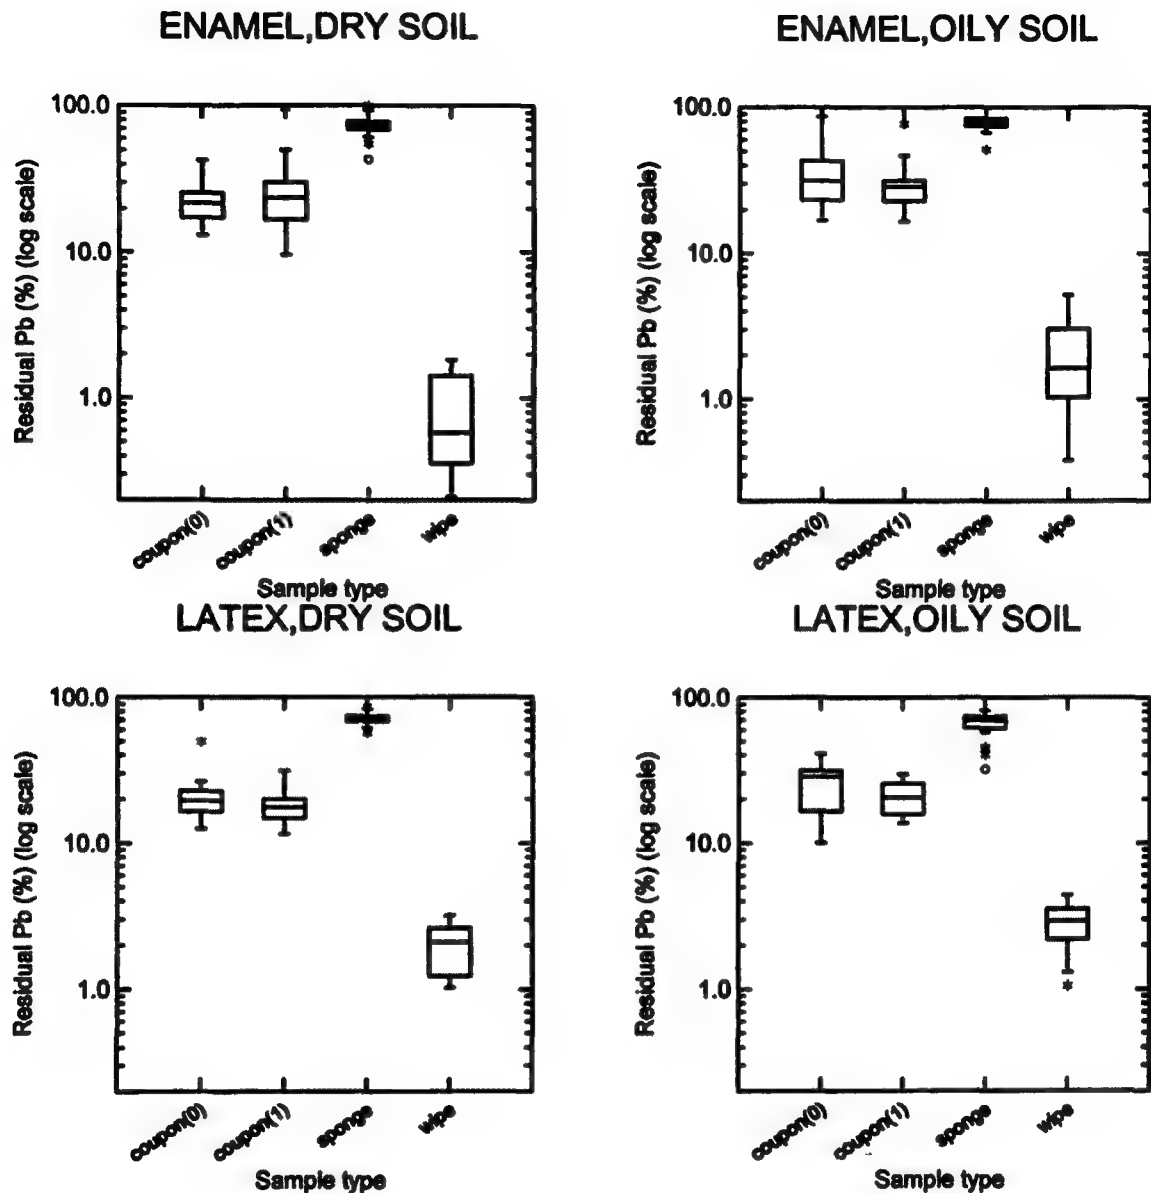 ENAMEL,DRY SOIL
Residual Pb (%) (log scale)
100.0
10.0
1.0
coupon(0)
coupon(1)
sponge
wipe
Sample type
ENAMEL,OILY SOIL
Residual Pb (%) (log scale)
100.0
10.0
1.0
coupon(0)
coupon(1)
sponge
wipe
Sample type
LATEX,DRY SOIL
Residual Pb (%) (log scale)
100.0
10.0
1.0
coupon(0)
coupon(1)
sponge
wipe
Sample type
LATEX,OILY SOIL
Residual Pb (%) (log scale)
100.0
10.0
1.0
coupon(0)
coupon(1)
sponge
wipe
Sample type